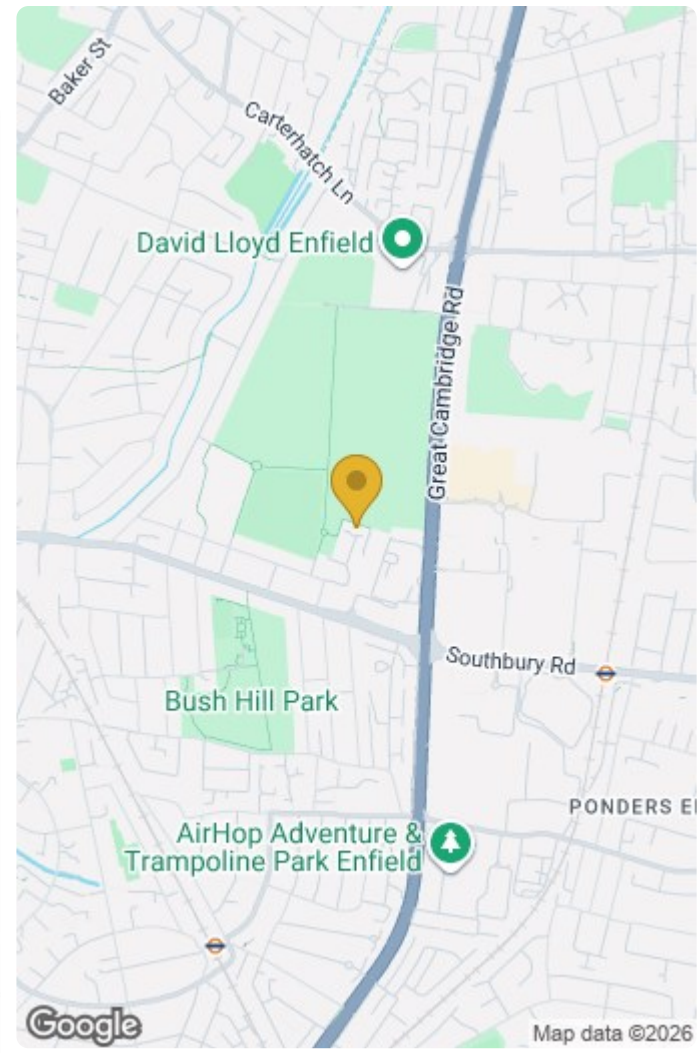 Baker St
Carterhatch Ln
David Lloyd Enfield
Great Cambridge Rd
Southbury Rd
Bush Hill Park
PONDERS E
AirHop Adventure &
Trampoline Park Enfield
Google
Map data ©2026